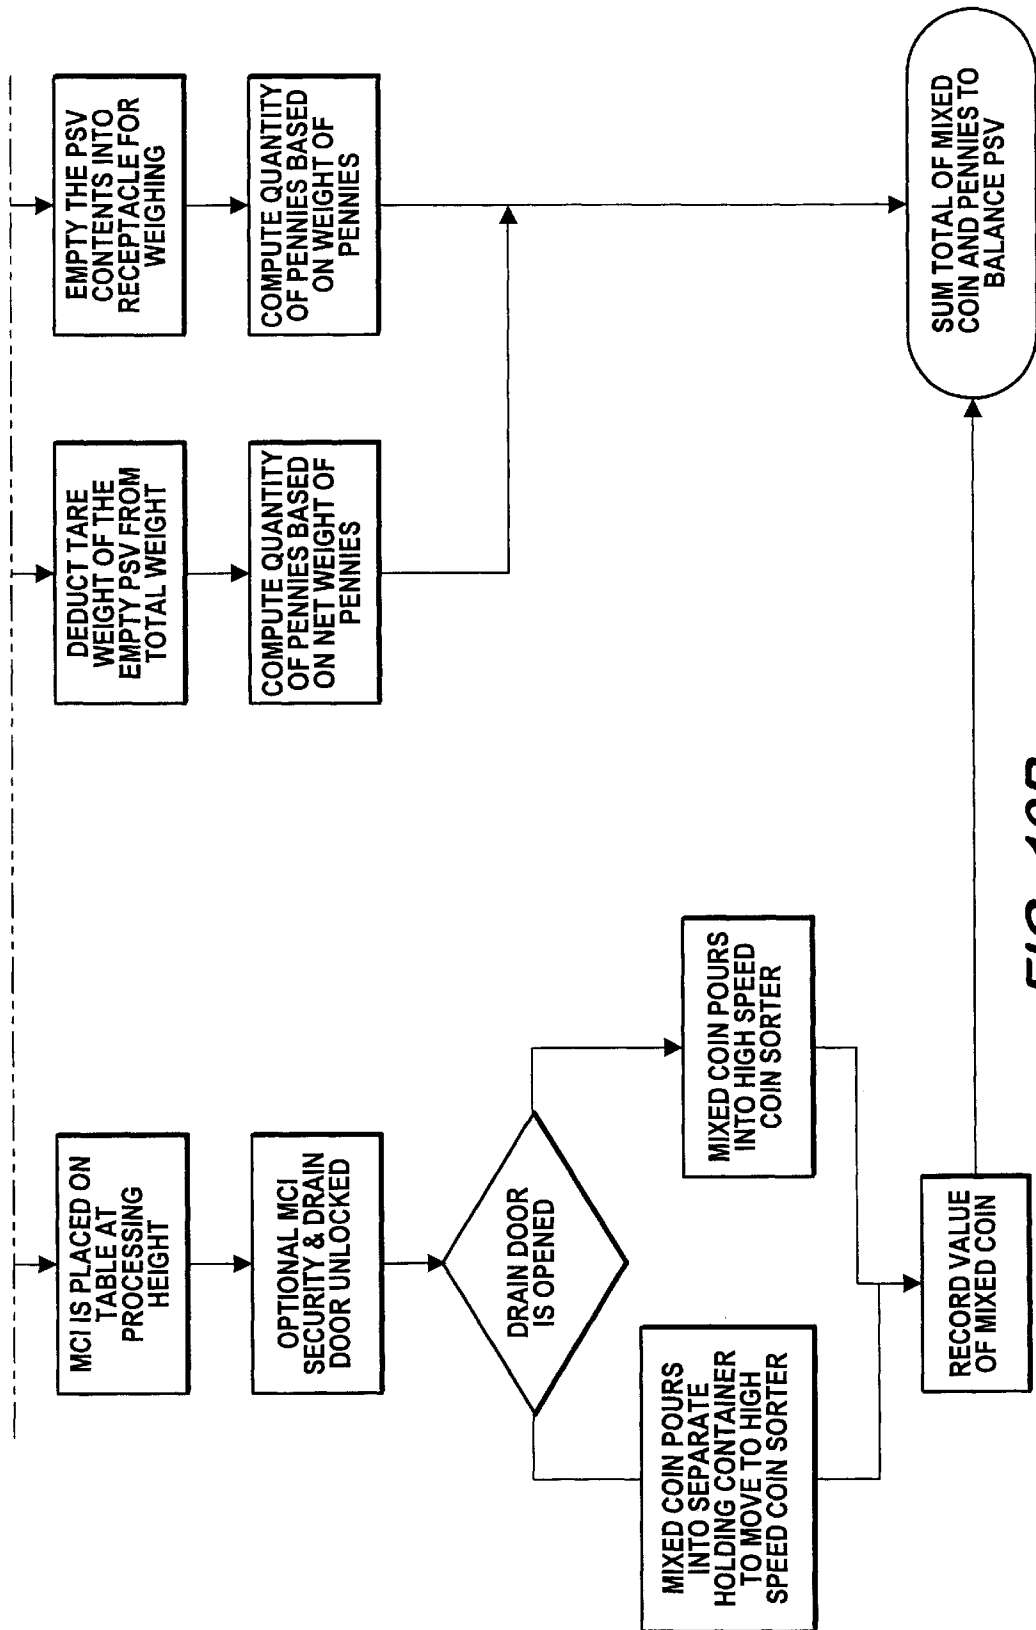 MCI IS PLACED ON
TABLE AT
PROCESSING
HEIGHT
DEDUCT TARE
WEIGHT OF THE
EMPTY PSV FROM
TOTAL WEIGHT
EMPTY THE PSV
CONTENTS INTO
RECEPTACLE FOR
WEIGHING
OPTIONAL MCI
SECURITY & DRAIN
DOOR UNLOCKED
COMPUTE QUANTITY
OF PENNIES BASED
ON NET WEIGHT OF
PENNIES
COMPUTE QUANTITY
OF PENNIES BASED
ON WEIGHT OF
PENNIES
DRAIN DOOR
IS OPENED
MIXED COIN POURS
INTO SEPARATE
HOLDING CONTAINER
TO MOVE TO HIGH
SPEED COIN SORTER
MIXED COIN POURS
INTO HIGH SPEED
COIN SORTER
RECORD VALUE
OF MIXED COIN
SUM TOTAL OF MIXED
COIN AND PENNIES TO
BALANCE PSV
FIG.